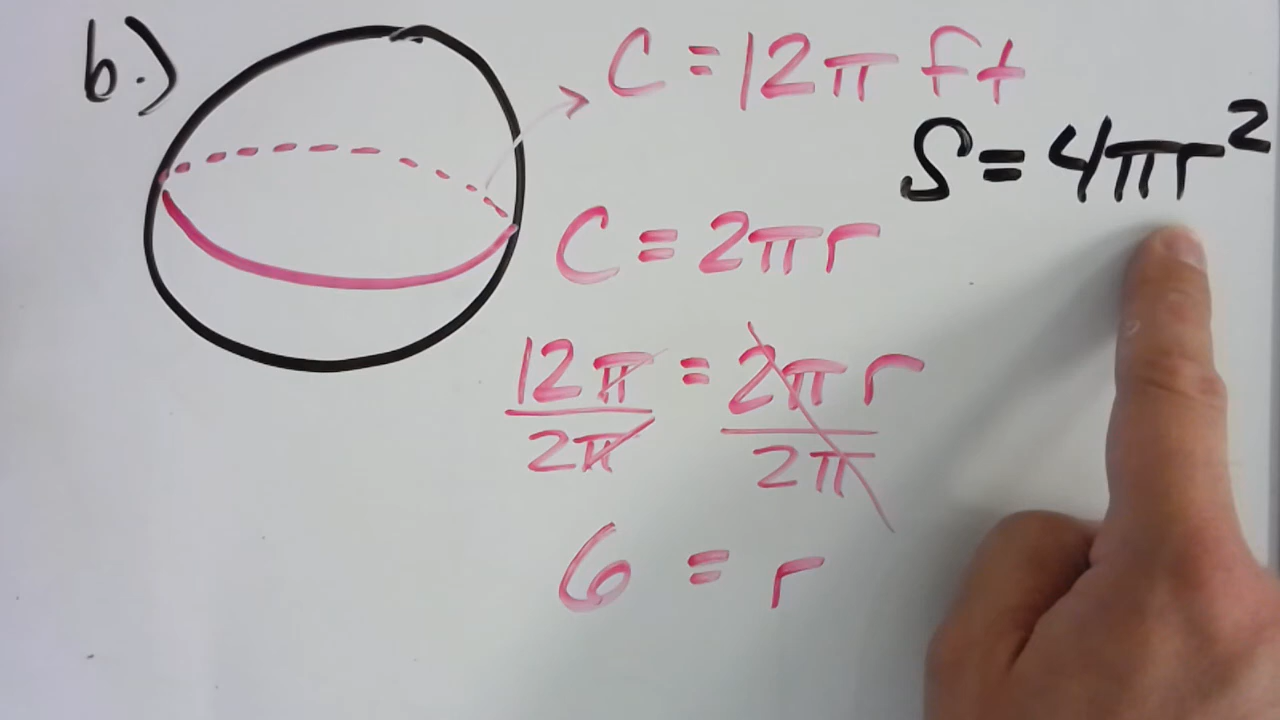 b.)
C = 12π ft
S = 4πr²
C = 2πr
12π/2π = 2πr/2π
6 = r